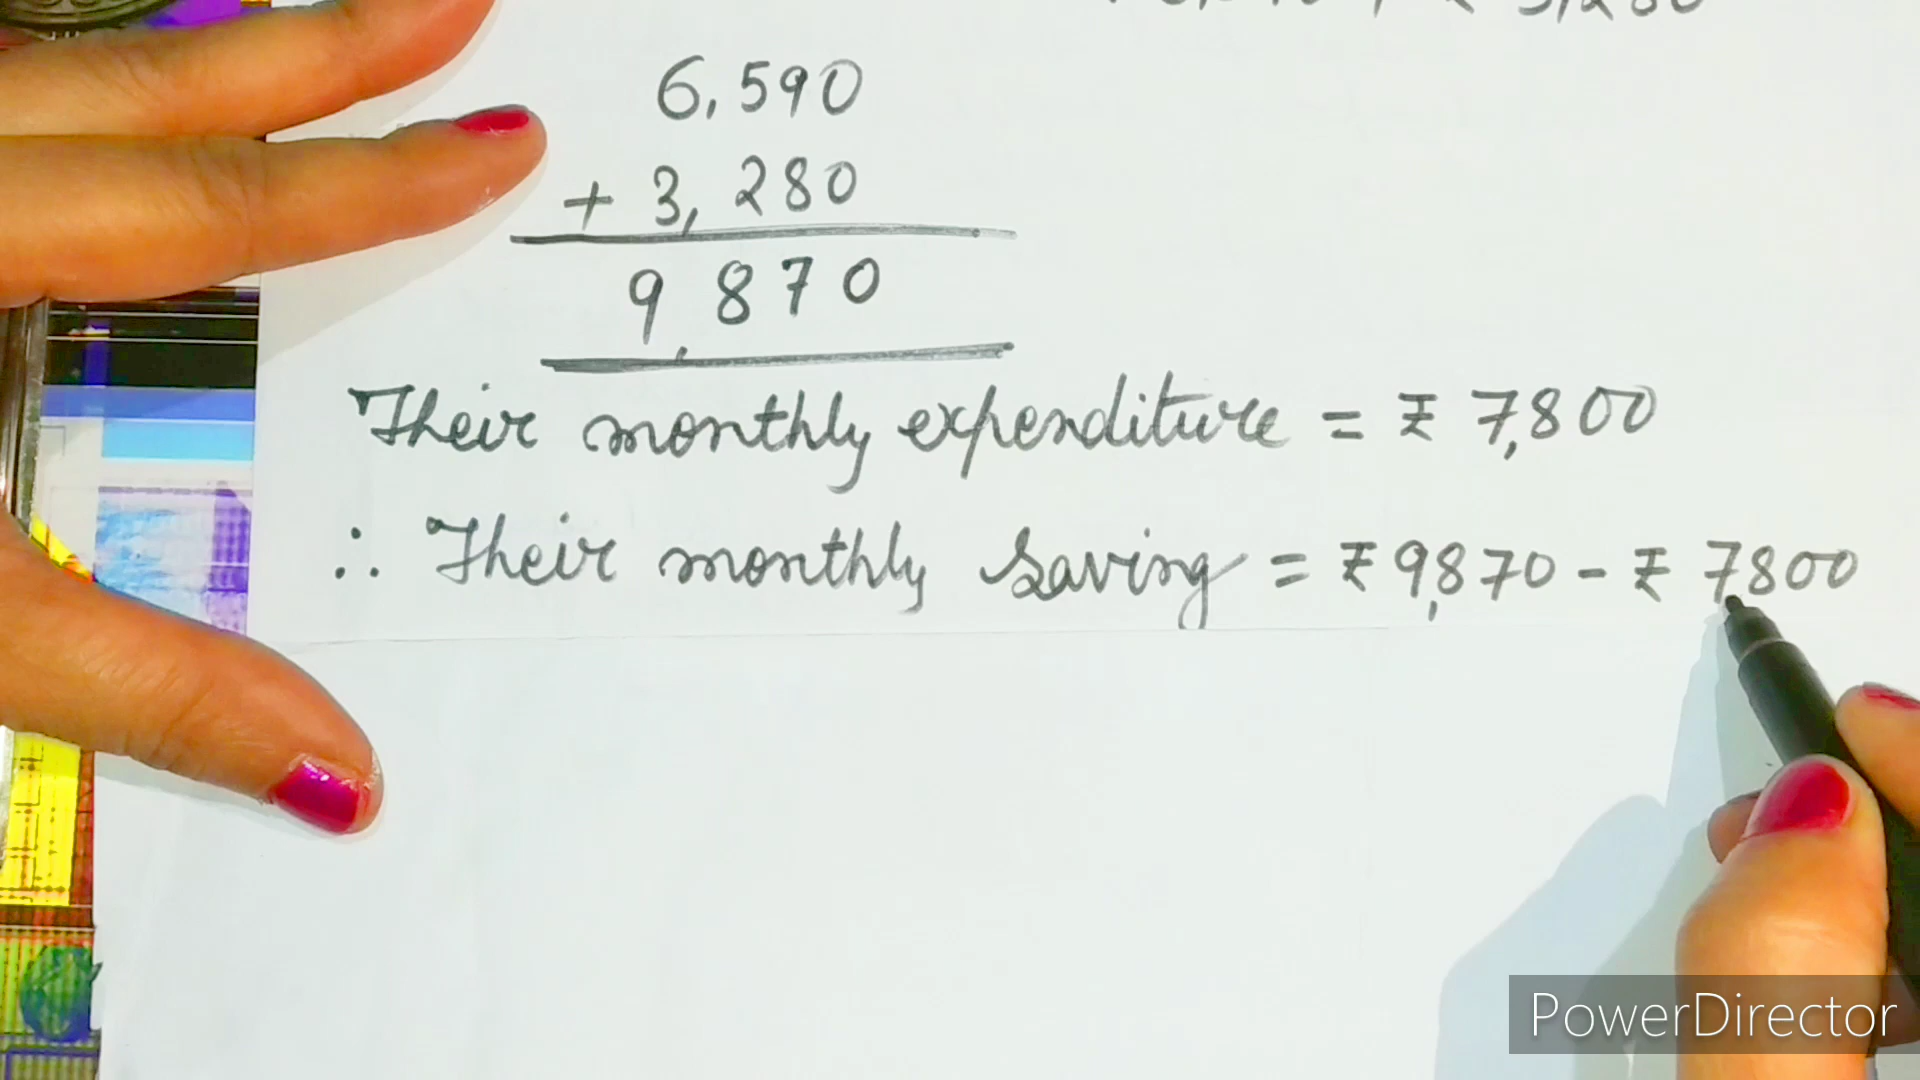 6,590
+ 3,280
9,870
Their monthly expenditure = ₹ 7,800
∴ Their monthly saving = ₹ 9,870 - ₹ 7800
PowerDirector